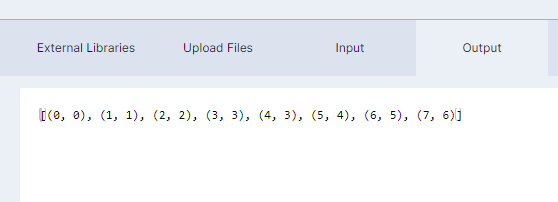 External Libraries Upload Files Input Output
[(0, 0), (1, 1), (2, 2), (3, 3), (4, 3), (5, 4), (6, 5), (7, 6)]